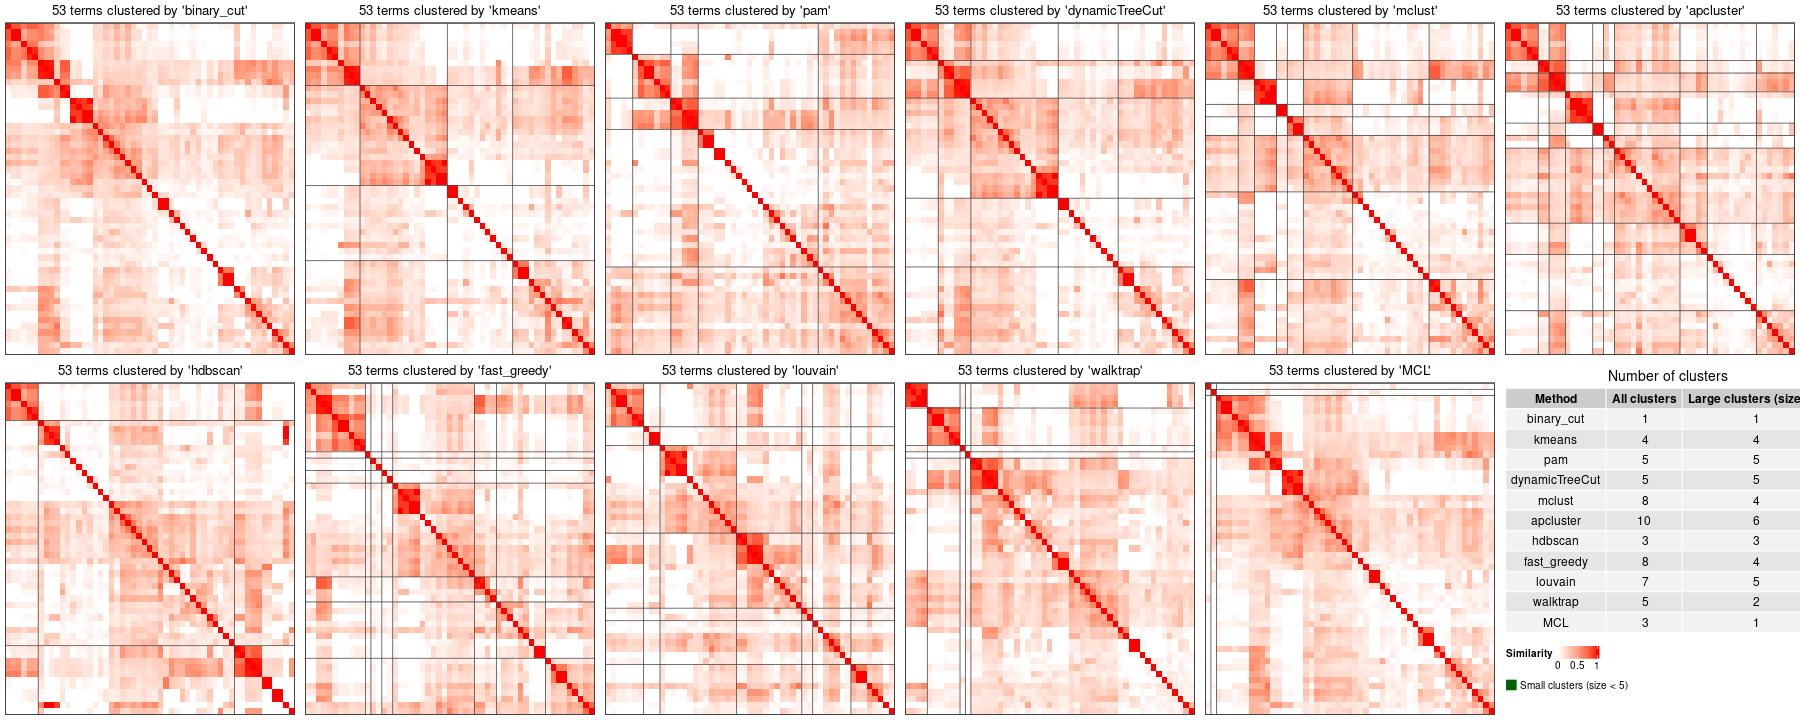 53 terms clustered by 'binary_cut'
53 terms clustered by 'kmeans'
53 terms clustered by 'pam'
53 terms clustered by 'dynamicTreeCut'
53 terms clustered by 'mclust'
53 terms clustered by 'apcluster'
53 terms clustered by 'hdbscan'
53 terms clustered by 'fast_greedy'
53 terms clustered by 'louvain'
53 terms clustered by 'walktrap'
53 terms clustered by 'MCL'
Number of clusters
Method All clusters Large clusters (size
binary_cut 1 1
kmeans 4 4
pam 5 5
dynamicTreeCut 5 5
mclust 8 4
apcluster 10 6
hdbscan 3 3
fast_greedy 8 4
louvain 7 5
walktrap 5 2
MCL 3 1
Similarity
0 0.5 1
Small clusters (size < 5)